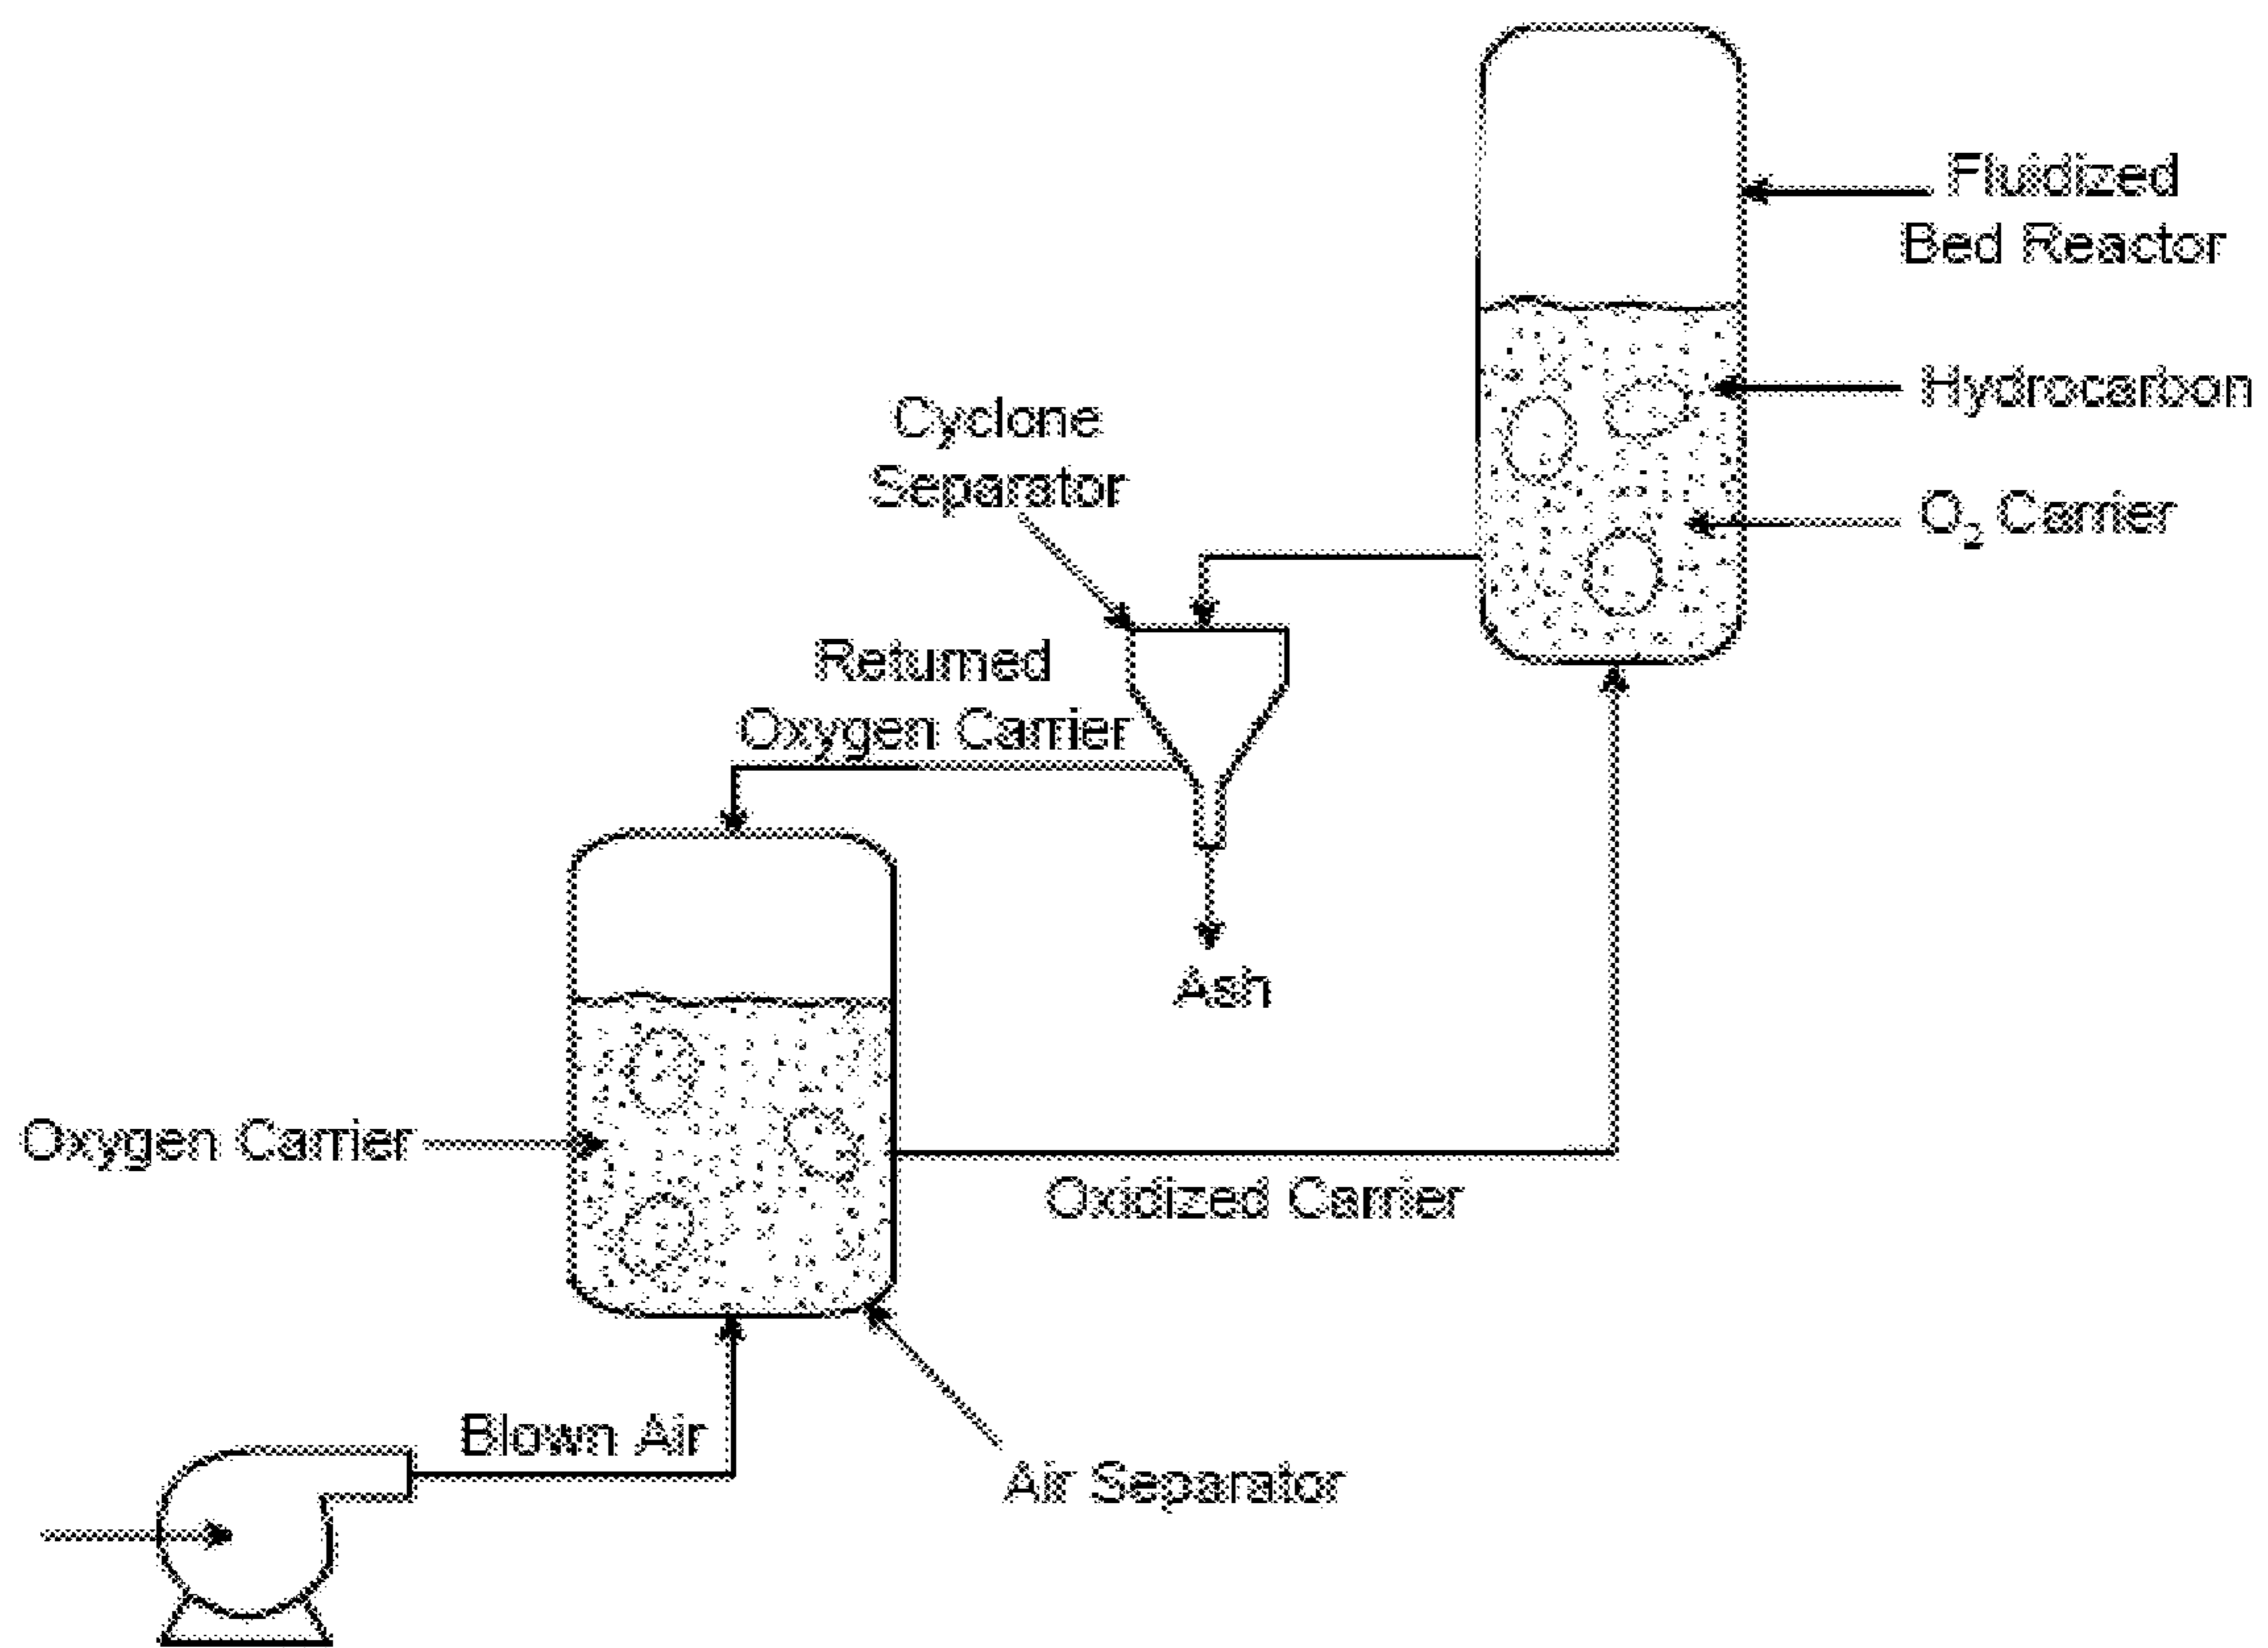 Fluidized
Bed Reactor
Hydrocarbon
O₂ Carrier
Cyclone
Separator
Returned
Oxygen Carrier
Ash
Oxygen Carrier
Oxidized Carrier
Blown Air
Air Separator